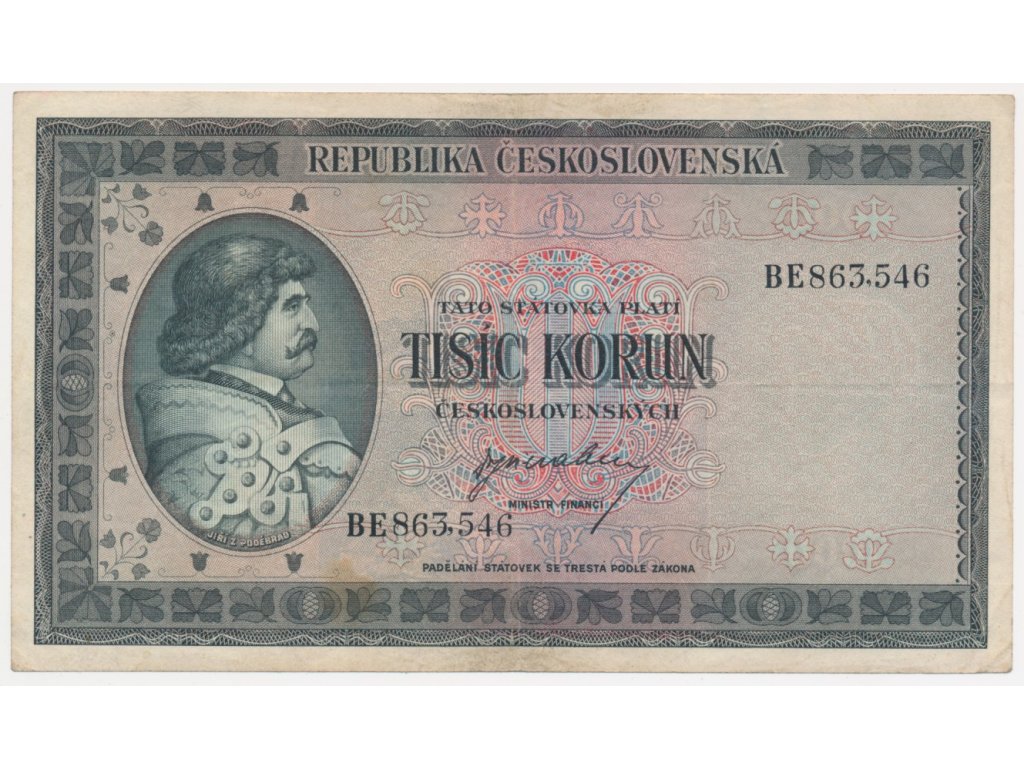 REPUBLIKA ČESKOSLOVENSKÁ
BE863,546
TATO STÁTOVKA PLATÍ
TISÍC KORUN
ČESKOSLOVENSKÝCH
MINISTR FINANCÍ
BE863,546
JIŘÍ Z PODĚBRAD
PADĚLÁNÍ STÁTOVEK SE TRESTÁ PODLE ZÁKONA